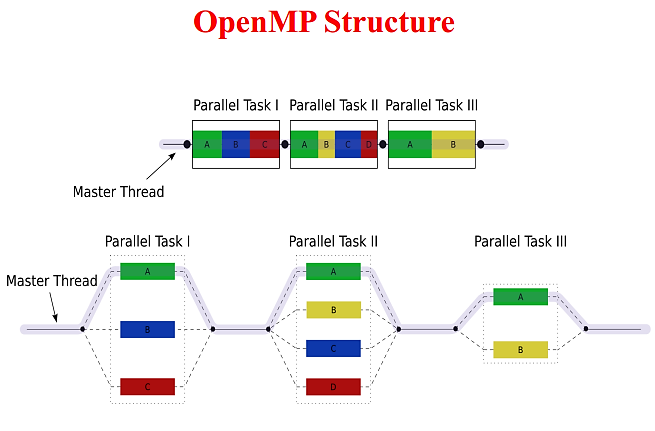 OpenMP Structure
Parallel Task I Parallel Task II Parallel Task III
A B C A B C D A B
Master Thread
Parallel Task I Parallel Task II Parallel Task III
Master Thread
A A
A
B
B
C
B
C D